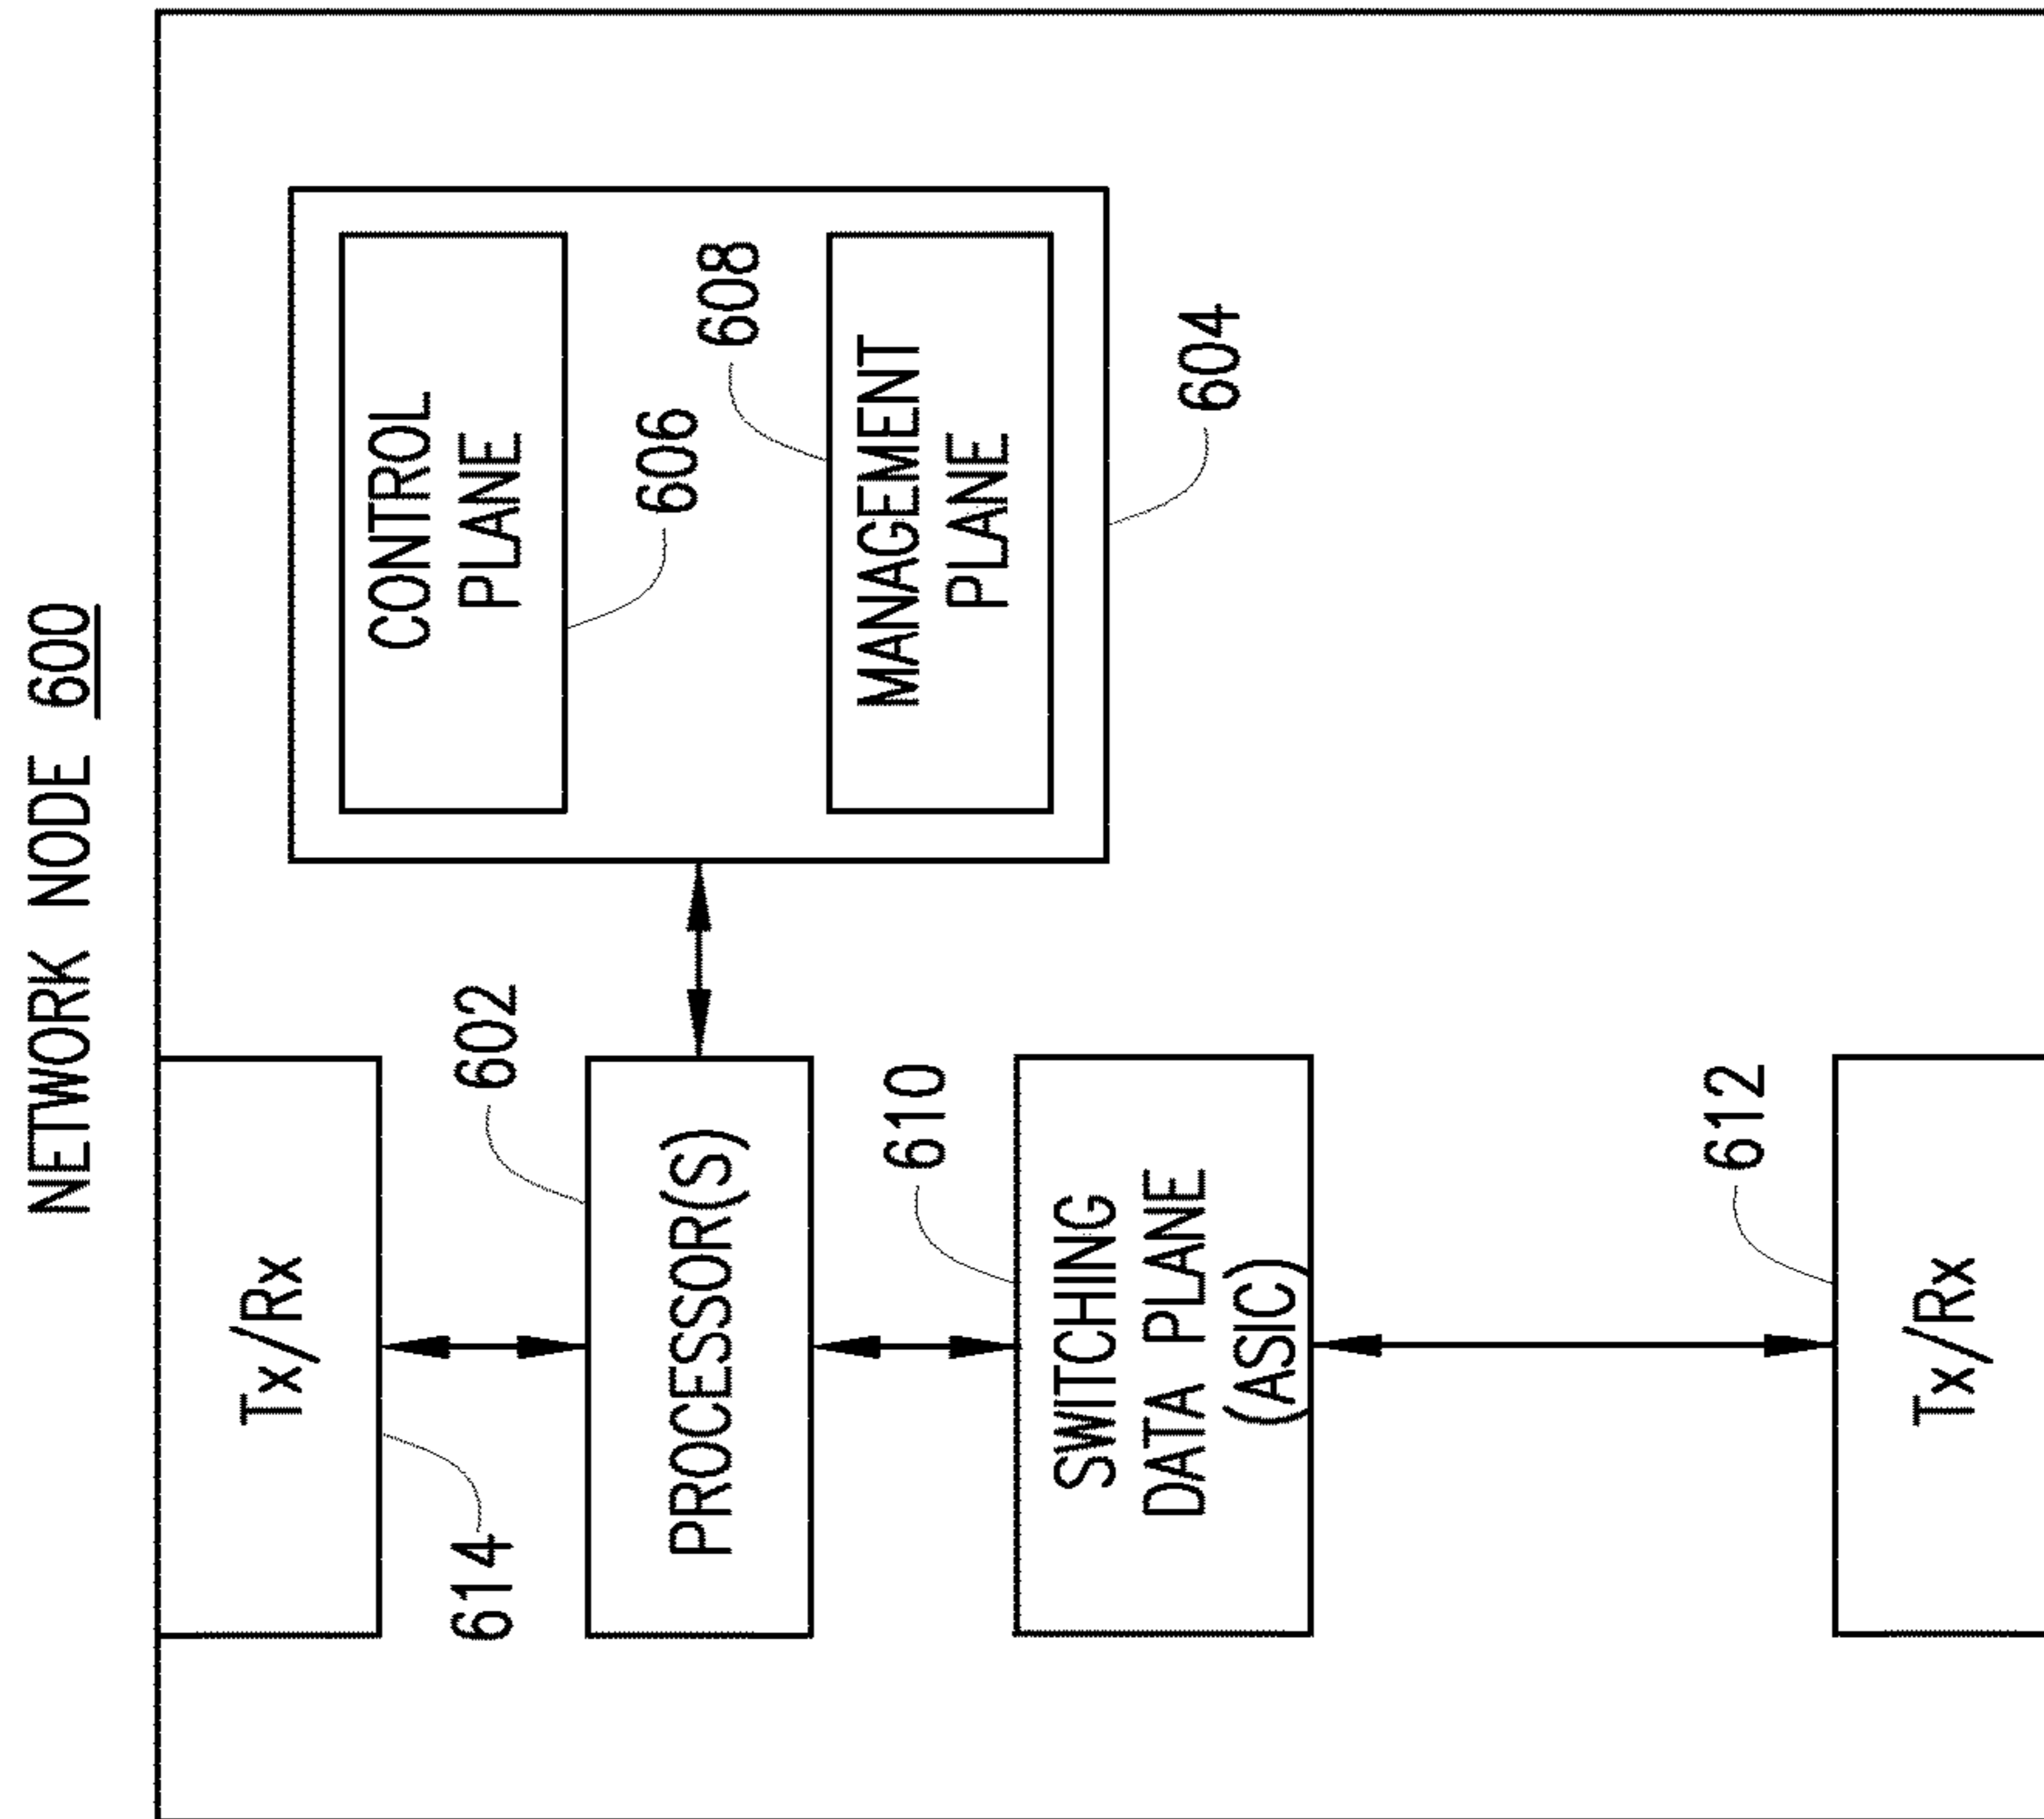 NETWORK NODE 600
Tx/Rx
614
602
PROCESSOR(S)
CONTROL
PLANE
606
608
MANAGEMENT
PLANE
604
610
SWITCHING
DATA PLANE
(ASIC)
612
Tx/Rx